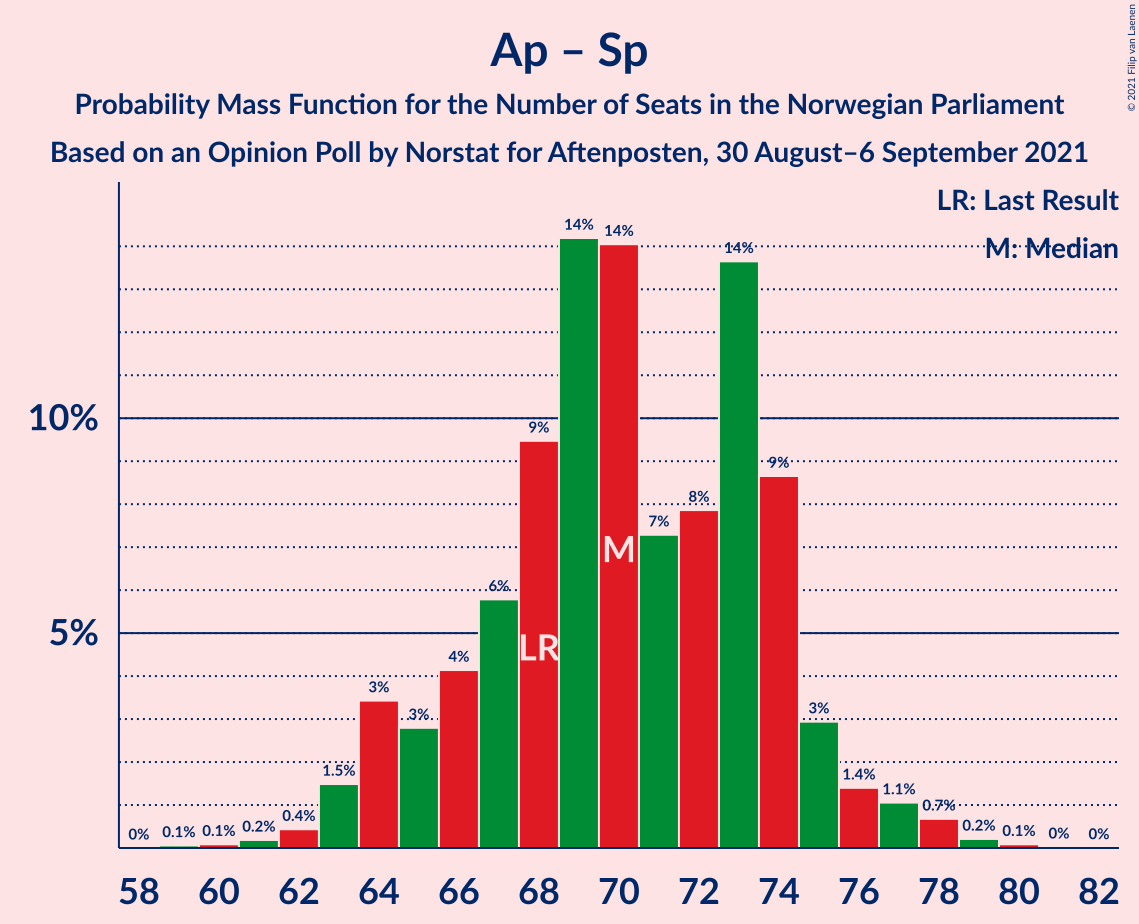 Ap – Sp
Probability Mass Function for the Number of Seats in the Norwegian Parliament
Based on an Opinion Poll by Norstat for Aftenposten, 30 August–6 September 2021
© 2021 Filip van Laenen
LR: Last Result
M: Median
10%
5%
0% 0.1% 0.1% 0.2% 0.4% 1.5% 3% 3% 4% 6% 9% 14% 14% 7% 8% 14% 9% 3% 1.4% 1.1% 0.7% 0.2% 0.1% 0% 0%
M
LR
58 60 62 64 66 68 70 72 74 76 78 80 82